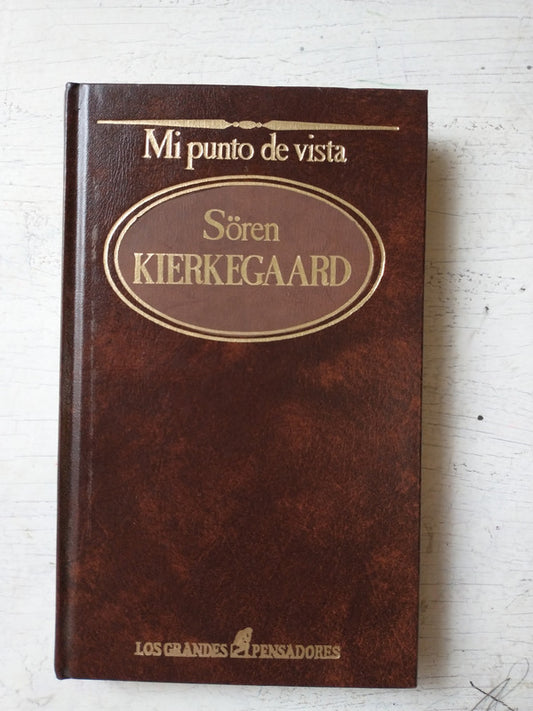 Mi punto de vista
Sören
KIERKEGAARD
LOS GRANDES PENSADORES